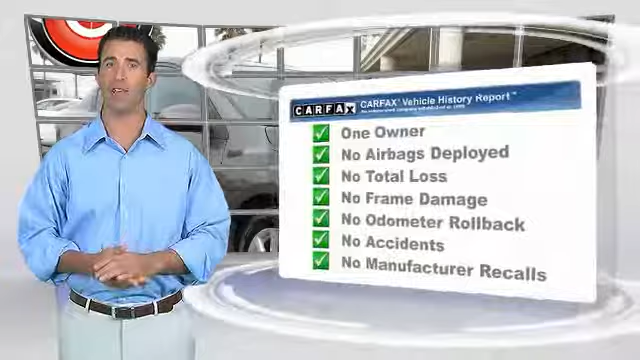 CARFAX CARFAX Vehicle History Report™
One Owner
No Airbags Deployed
No Total Loss
No Frame Damage
No Odometer Rollback
No Accidents
No Manufacturer Recalls